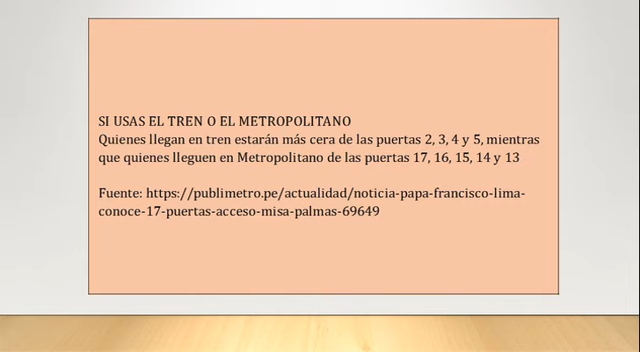 SI USAS EL TREN O EL METROPOLITANO
Quienes llegan en tren estarán más cera de las puertas 2, 3, 4 y 5, mientras
que quienes lleguen en Metropolitano de las puertas 17, 16, 15, 14 y 13
Fuente: https://publimetro.pe/actualidad/noticia-papa-francisco-lima-
conoce-17-puertas-acceso-misa-palmas-69649